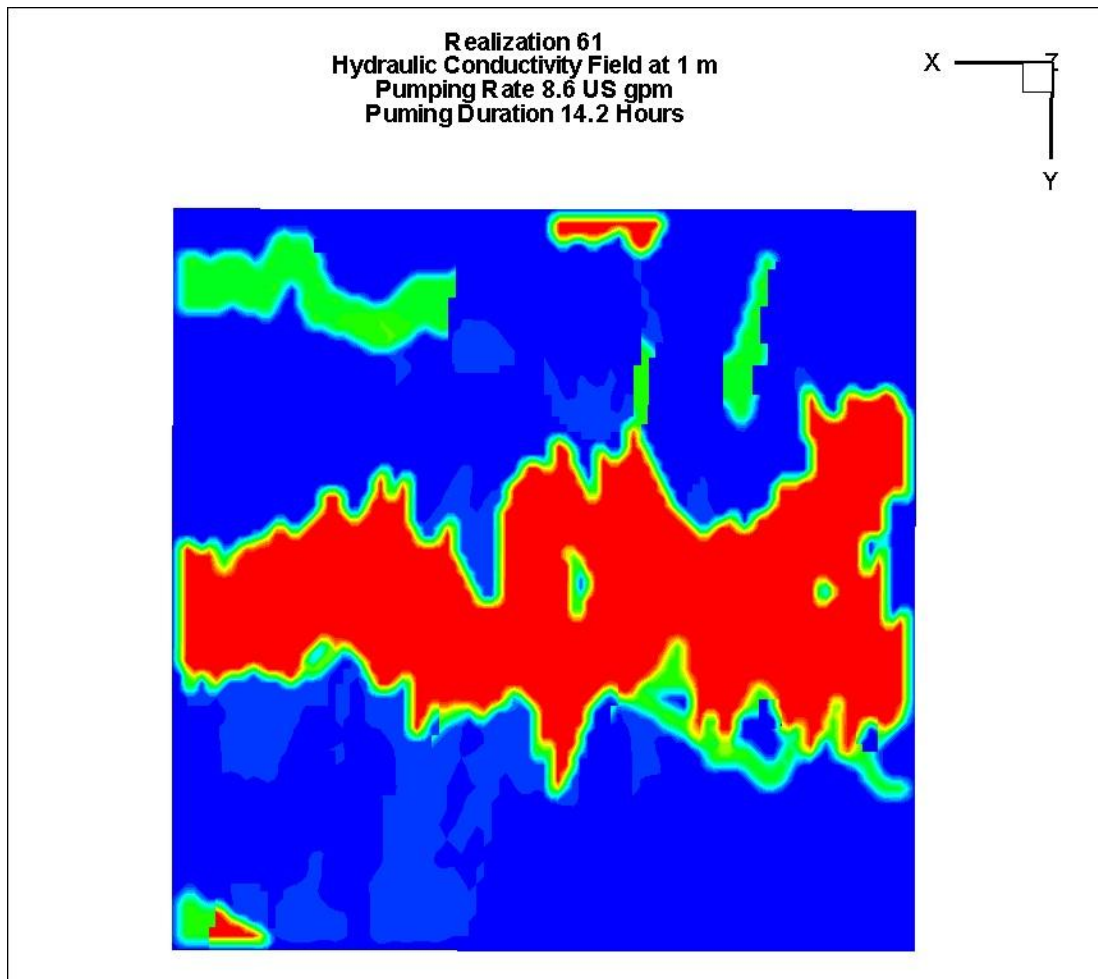 Realization 61
Hydraulic Conductivity Field at 1 m
Pumping Rate 8.6 US gpm
Puming Duration 14.2 Hours
X
Z
Y